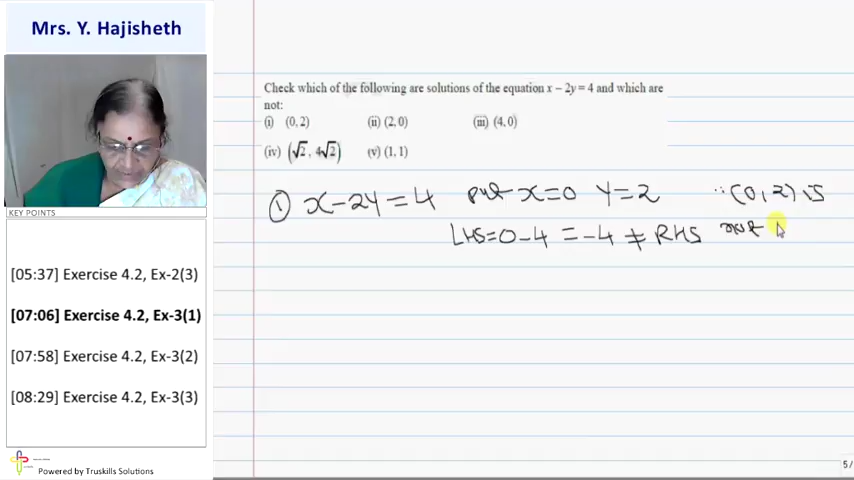 Mrs. Y. Hajisheth
KEY POINTS
[05:37] Exercise 4.2, Ex-2(3)
[07:06] Exercise 4.2, Ex-3(1)
[07:58] Exercise 4.2, Ex-3(2)
[08:29] Exercise 4.2, Ex-3(3)
Powered by Truskills Solutions
Check which of the following are solutions of the equation x – 2y = 4 and which are
not:
(i) (0, 2) (ii) (2, 0) (iii) (4, 0)
(iv) (√2, 4√2) (v) (1, 1)
① x-2y=4 put x=0 y=2 ∵ (0,2) is
LHS=0-4 = -4 ≠ RHS not
5/